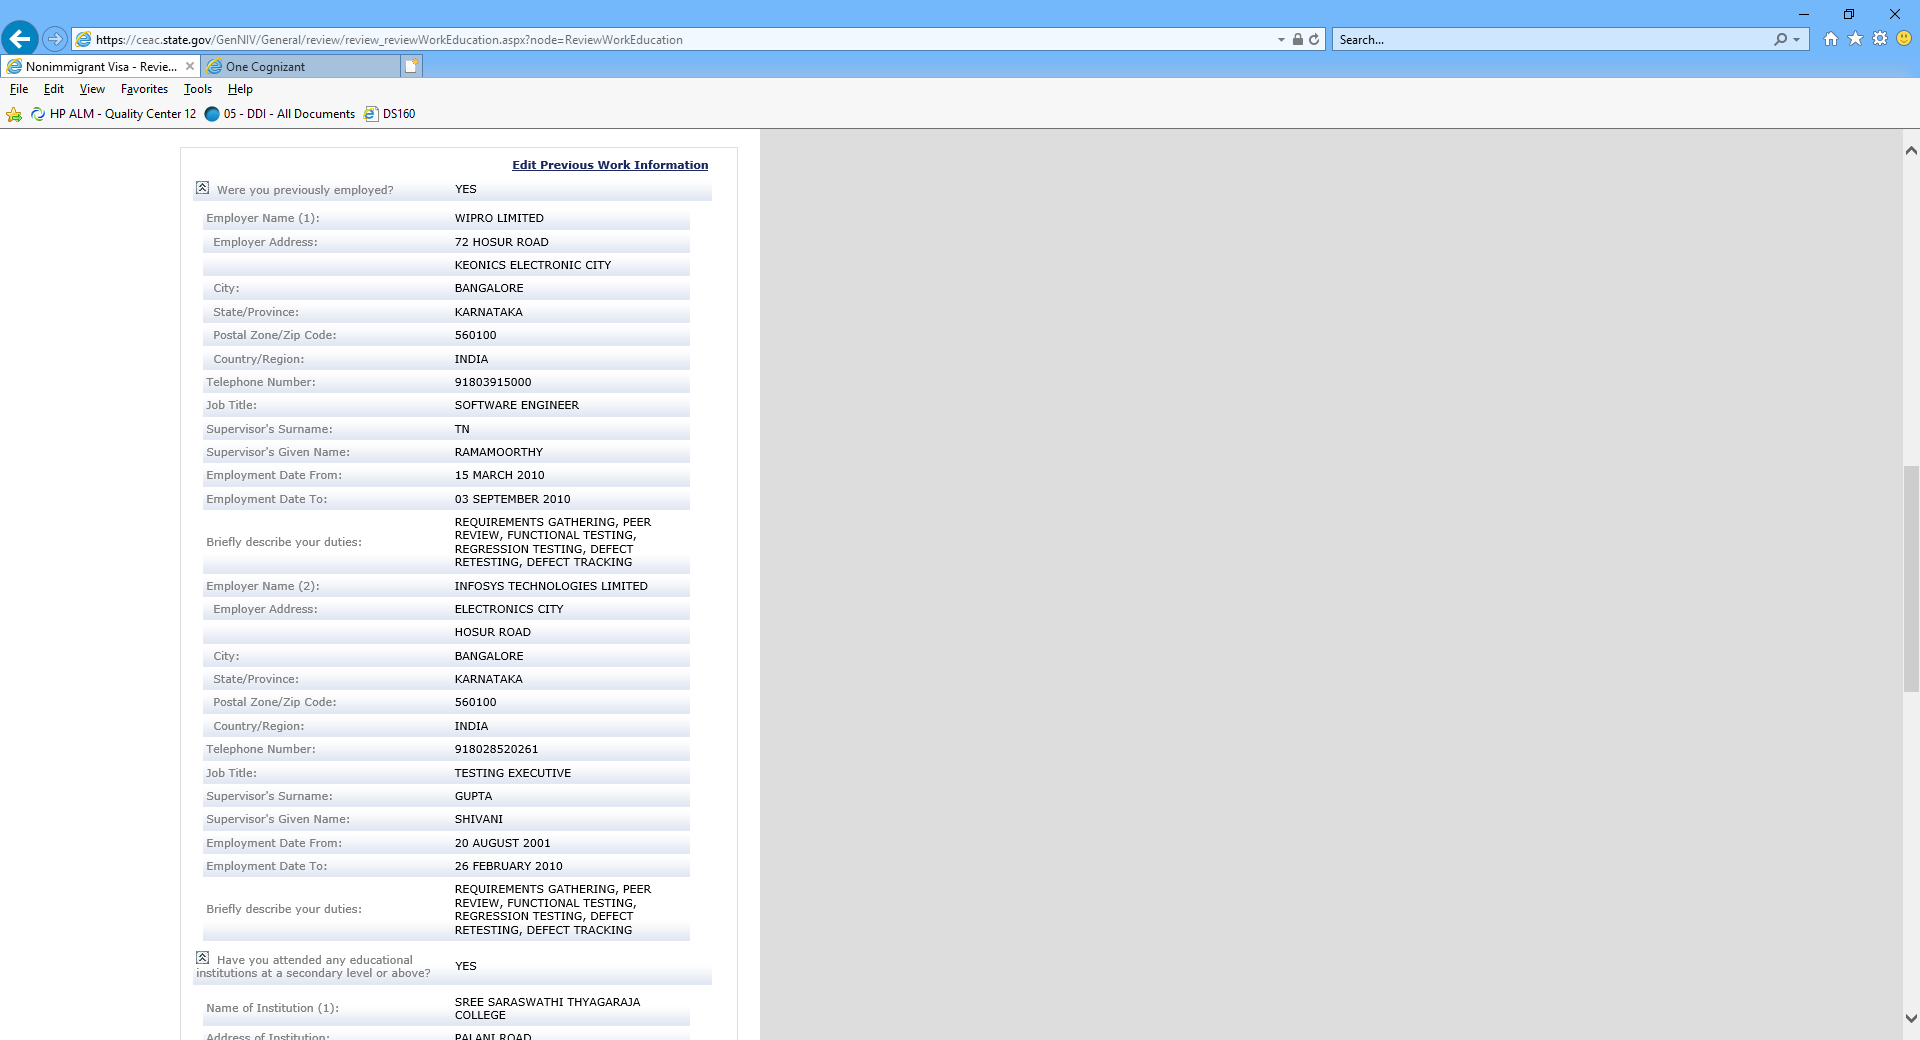 https://ceac.state.gov/GenNIV/General/review/review_reviewWorkEducation.aspx?node=ReviewWorkEducation
Search...
Nonimmigrant Visa - Revie...
One Cognizant
File Edit View Favorites Tools Help
HP ALM - Quality Center 12 05 - DDI - All Documents DS160
Edit Previous Work Information
Were you previously employed? YES
Employer Name (1): WIPRO LIMITED
Employer Address: 72 HOSUR ROAD
KEONICS ELECTRONIC CITY
City: BANGALORE
State/Province: KARNATAKA
Postal Zone/Zip Code: 560100
Country/Region: INDIA
Telephone Number: 91803915000
Job Title: SOFTWARE ENGINEER
Supervisor's Surname: TN
Supervisor's Given Name: RAMAMOORTHY
Employment Date From: 15 MARCH 2010
Employment Date To: 03 SEPTEMBER 2010
Briefly describe your duties:
REQUIREMENTS GATHERING, PEER
REVIEW, FUNCTIONAL TESTING,
REGRESSION TESTING, DEFECT
RETESTING, DEFECT TRACKING
Employer Name (2): INFOSYS TECHNOLOGIES LIMITED
Employer Address: ELECTRONICS CITY
HOSUR ROAD
City: BANGALORE
State/Province: KARNATAKA
Postal Zone/Zip Code: 560100
Country/Region: INDIA
Telephone Number: 918028520261
Job Title: TESTING EXECUTIVE
Supervisor's Surname: GUPTA
Supervisor's Given Name: SHIVANI
Employment Date From: 20 AUGUST 2001
Employment Date To: 26 FEBRUARY 2010
Briefly describe your duties:
REQUIREMENTS GATHERING, PEER
REVIEW, FUNCTIONAL TESTING,
REGRESSION TESTING, DEFECT
RETESTING, DEFECT TRACKING
Have you attended any educational
institutions at a secondary level or above? YES
Name of Institution (1):
SREE SARASWATHI THYAGARAJA
COLLEGE
Address of Institution: PALANI ROAD